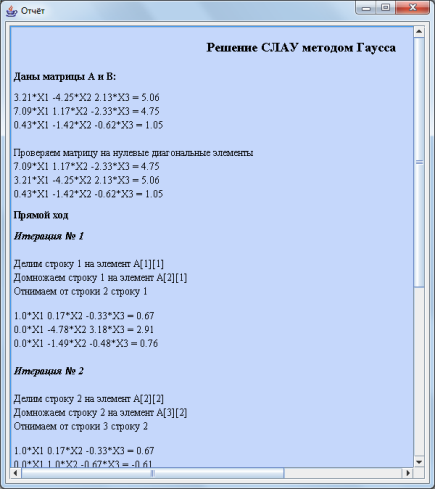 Отчёт
Решение СЛАУ методом Гаусса
Даны матрицы A и B:
3.21*X1 -4.25*X2 2.13*X3 = 5.06
7.09*X1 1.17*X2 -2.33*X3 = 4.75
0.43*X1 -1.42*X2 -0.62*X3 = 1.05
Проверяем матрицу на нулевые диагональные элементы
7.09*X1 1.17*X2 -2.33*X3 = 4.75
3.21*X1 -4.25*X2 2.13*X3 = 5.06
0.43*X1 -1.42*X2 -0.62*X3 = 1.05
Прямой ход
Итерация № 1
Делим строку 1 на элемент A[1][1]
Домножаем строку 1 на элемент A[2][1]
Отнимаем от строки 2 строку 1
1.0*X1 0.17*X2 -0.33*X3 = 0.67
0.0*X1 -4.78*X2 3.18*X3 = 2.91
0.0*X1 -1.49*X2 -0.48*X3 = 0.76
Итерация № 2
Делим строку 2 на элемент A[2][2]
Домножаем строку 2 на элемент A[3][2]
Отнимаем от строки 3 строку 2
1.0*X1 0.17*X2 -0.33*X3 = 0.67
0.0*X1 1.0*X2 -0.67*X3 = -0.61